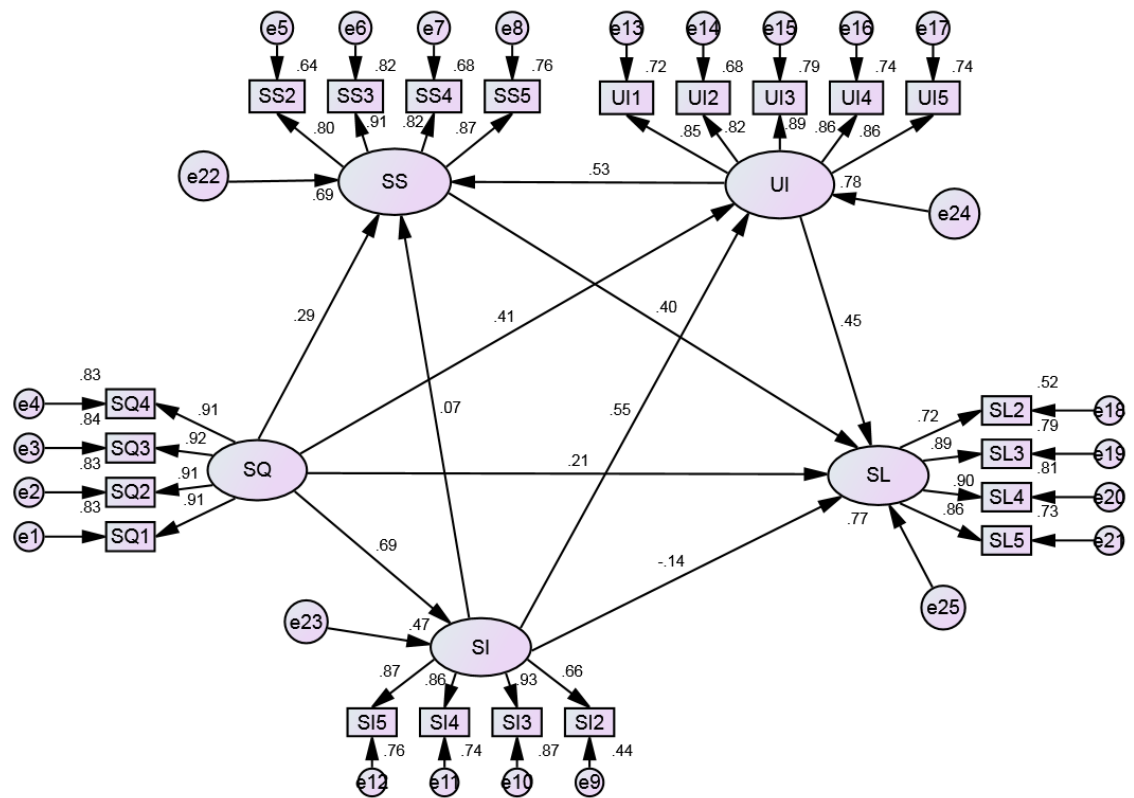 e5 e6 e7 e8 e13 e14 e15 e16 e17
.64 .82 .68 .76 .72 .68 .79 .74 .74
SS2 SS3 SS4 SS5 UI1 UI2 UI3 UI4 UI5
.80 .91 .82 .87 .85 .82 .89 .86 .86
e22 SS .53 UI .78
.69 e24
.29 .41 .40 .45
.83 .52
e4 SQ4 .91 .07 .55 .72 SL2 e18
.84 .79
e3 SQ3 .92 .89 SL3 e19
.83 SQ .21 SL .81
e2 SQ2 .91 .90 SL4 e20
.83 .91 .77 .86 .73
e1 SQ1 SL5 e21
.69 -.14
e23 .47 e25
SI
.87 .86 .93 .66
SI5 SI4 SI3 SI2
.76 .74 .87 .44
e12 e11 e10 e9